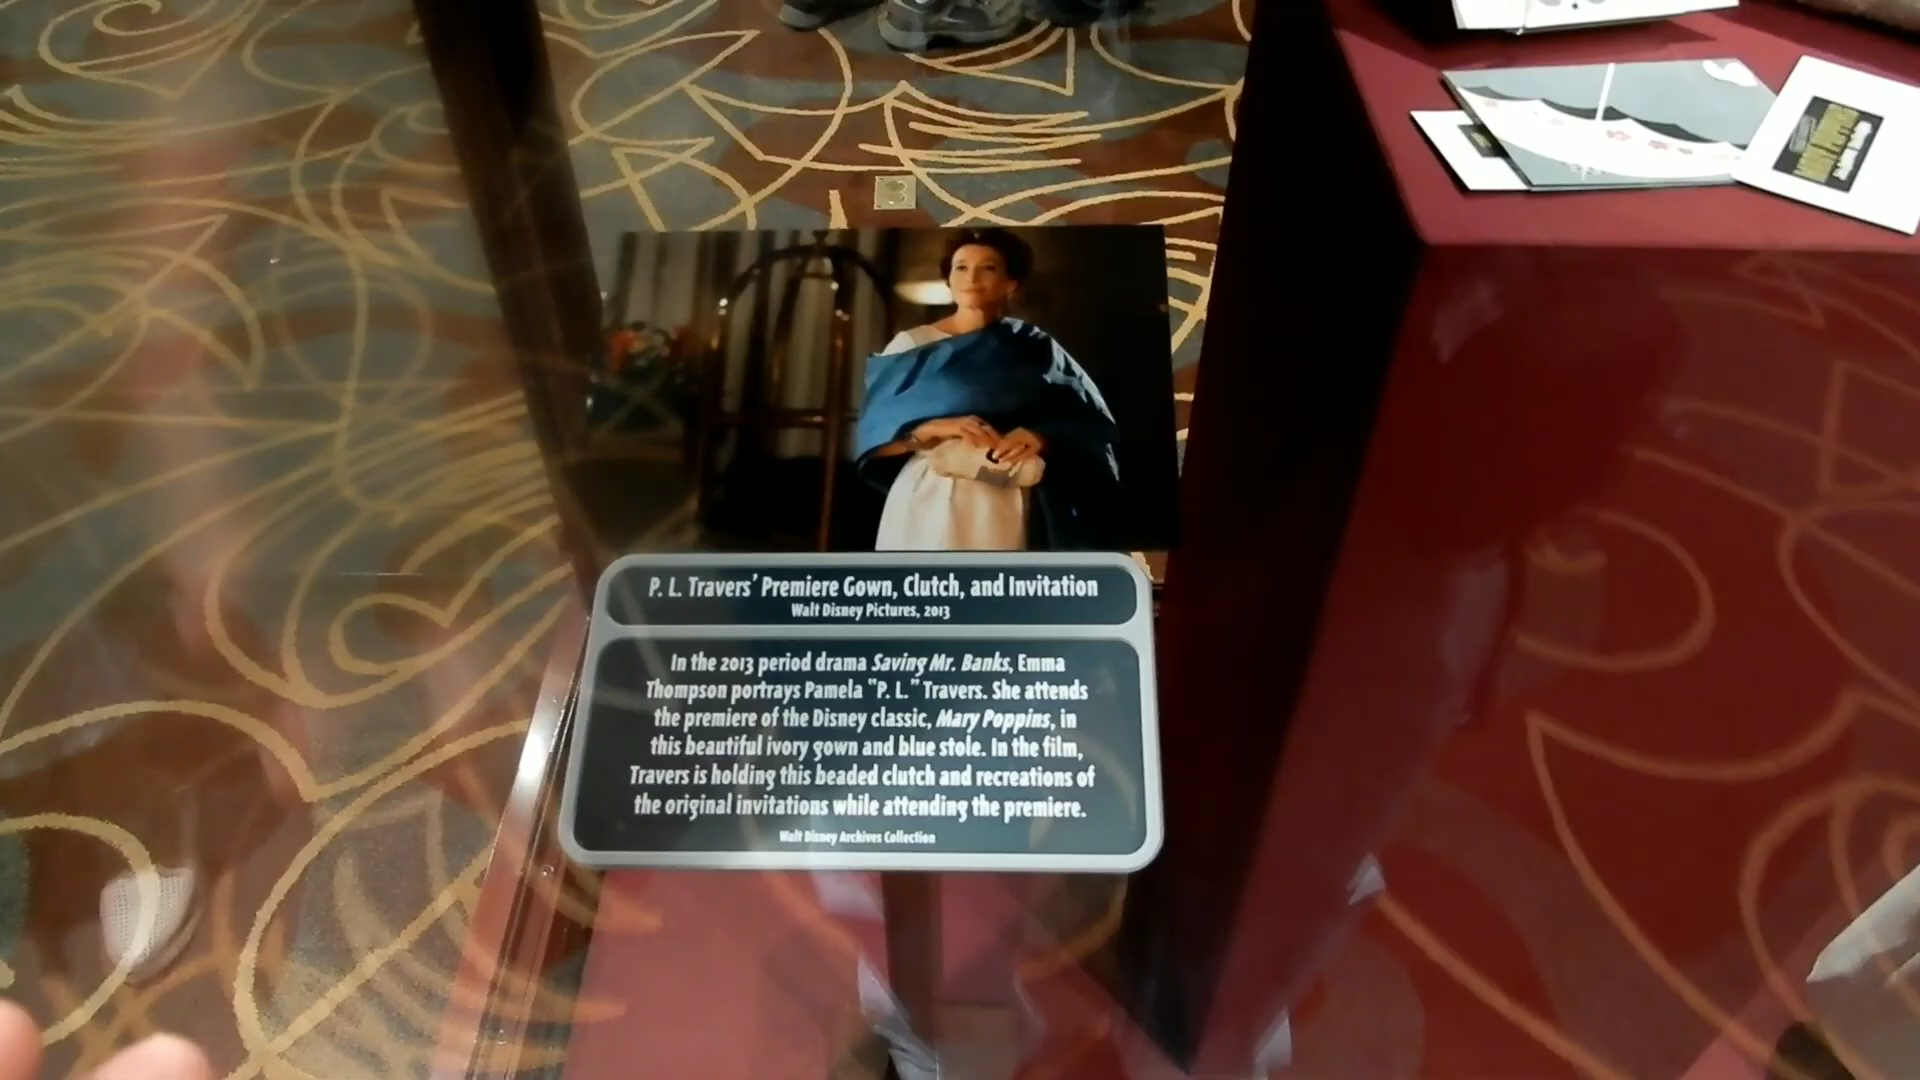 3
P. L. Travers’ Premiere Gown, Clutch, and Invitation
Walt Disney Pictures, 2013
In the 2013 period drama Saving Mr. Banks, Emma
Thompson portrays Pamela "P. L." Travers. She attends
the premiere of the Disney classic, Mary Poppins, in
this beautiful ivory gown and blue stole. In the film,
Travers is holding this beaded clutch and recreations of
the original invitations while attending the premiere.
Walt Disney Archives Collection